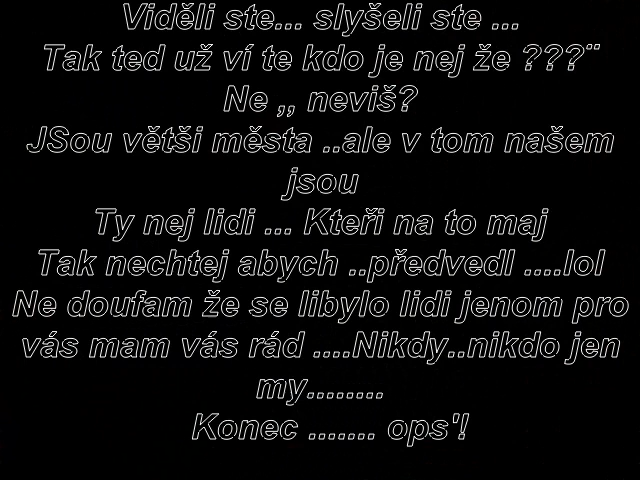 Viděli ste... slyšeli ste ...
Tak ted už ví te kdo je nej že ???¨
Ne ,, neviš?
JSou větši města ..ale v tom našem
jsou
Ty nej lidi ... Kteři na to maj
Tak nechtej abych ..předvedl ....lol
Ne doufam že se libylo lidi jenom pro
vás mam vás rád ....Nikdy..nikdo jen
my........
Konec ....... ops'!